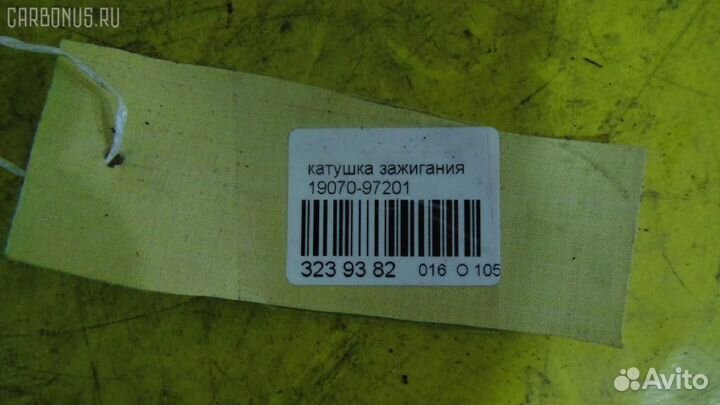 CARBONUS.RU
катушка зажигания
19070-97201
323 93 82 016 O 105
Avito